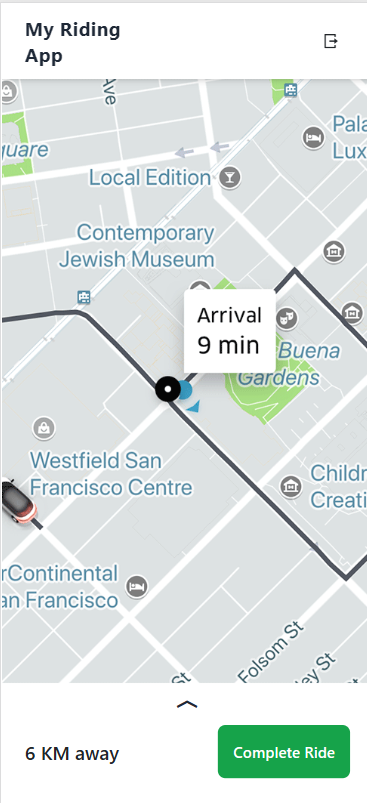 My Riding
App
Ave
Pala
Lux
quare
Local Edition
Contemporary
Jewish Museum
Arrival
9 min
Buena
Gardens
Westfield San
Francisco Centre
Childr
Creati
rContinental
an Francisco
Folsom St
ley St
St
6 KM away
Complete Ride